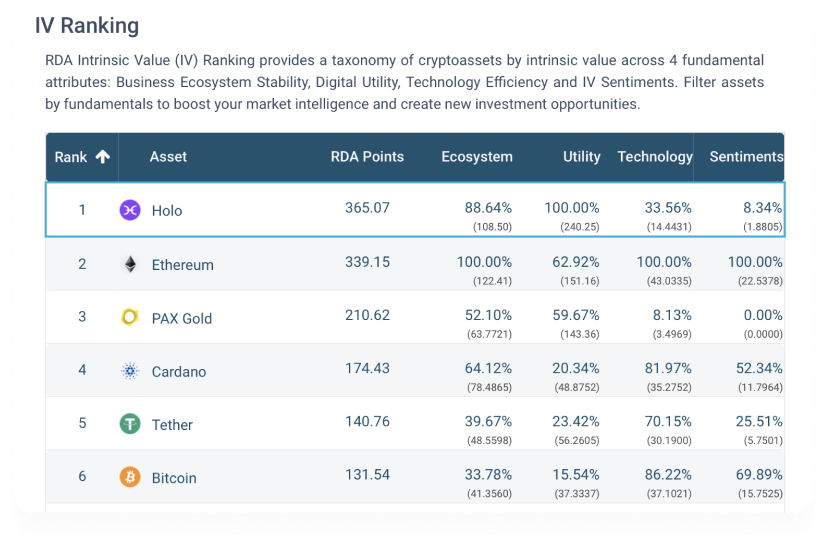 IV Ranking
RDA Intrinsic Value (IV) Ranking provides a taxonomy of cryptoassets by intrinsic value across 4 fundamental
attributes: Business Ecosystem Stability, Digital Utility, Technology Efficiency and IV Sentiments. Filter assets
by fundamentals to boost your market intelligence and create new investment opportunities.
Rank Asset RDA Points Ecosystem Utility Technology Sentiments
1 Holo 365.07 88.64% 100.00% 33.56% 8.34%
(108.50) (240.25) (14.4431) (1.8805)
2 Ethereum 339.15 100.00% 62.92% 100.00% 100.00%
(122.41) (151.16) (43.0335) (22.5378)
3 PAX Gold 210.62 52.10% 59.67% 8.13% 0.00%
(63.7721) (143.36) (3.4969) (0.0000)
4 Cardano 174.43 64.12% 20.34% 81.97% 52.34%
(78.4865) (48.8752) (35.2752) (11.7964)
5 Tether 140.76 39.67% 23.42% 70.15% 25.51%
(48.5598) (56.2605) (30.1900) (5.7501)
6 Bitcoin 131.54 33.78% 15.54% 86.22% 69.89%
(41.3560) (37.3337) (37.1021) (15.7525)